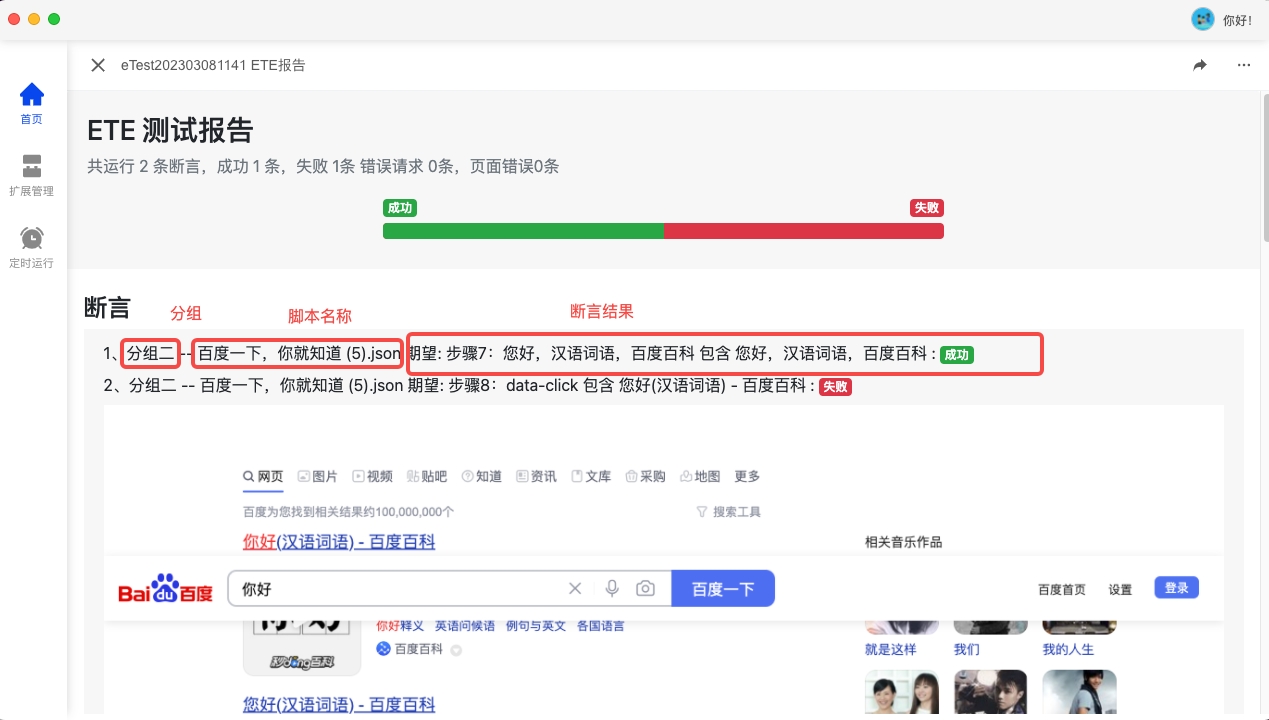 你好!
eTest202303081141 ETE报告
首页
扩展管理
定时运行
ETE 测试报告
共运行 2 条断言，成功 1 条，失败 1条 错误请求 0条，页面错误0条
成功 失败
断言 分组 脚本名称 断言结果
1、分组二 -- 百度一下，你就知道 (5).json 期望: 步骤7：您好，汉语词语，百度百科 包含 您好，汉语词语，百度百科 : 成功
2、分组二 -- 百度一下，你就知道 (5).json 期望: 步骤8：data-click 包含 您好(汉语词语) - 百度百科 : 失败
网页 图片 视频 贴吧 知道 资讯 文库 采购 地图 更多
百度为您找到相关结果约100,000,000个 搜索工具
你好(汉语词语) - 百度百科 相关音乐作品
Bai du 百度 你好 百度一下 百度首页 设置 登录
你好释义 英语问候语 例句与英文 各国语言
秒dǒng百科 百度百科 就是这样 我们 我的人生
您好(汉语词语) - 百度百科